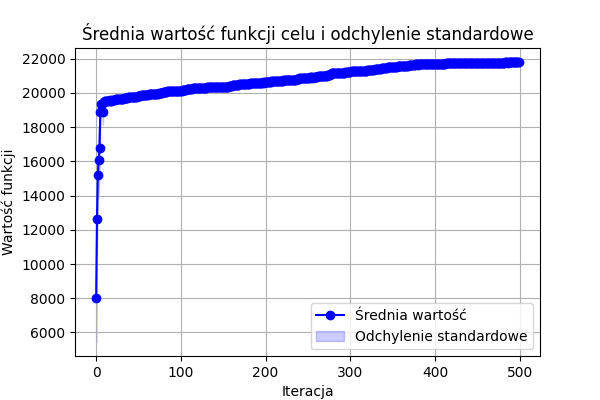 Średnia wartość funkcji celu i odchylenie standardowe
22000
20000
18000
16000
14000
12000
10000
8000
6000
Wartość funkcji
Średnia wartość
Odchylenie standardowe
0 100 200 300 400 500
Iteracja